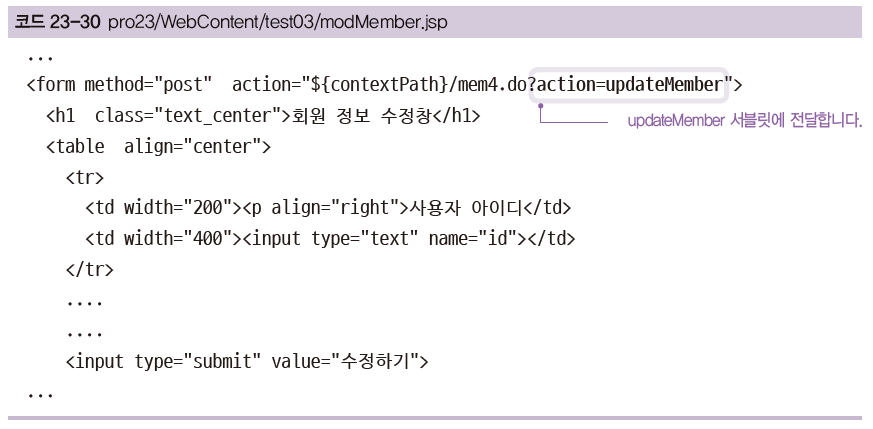 코드 23-30 pro23/WebContent/test03/modMember.jsp
...
<form method="post"  action="${contextPath}/mem4.do?action=updateMember">
<h1  class="text_center">회원 정보 수정창</h1>
updateMember 서블릿에 전달합니다.
<table  align="center">
<tr>
<td width="200"><p align="right">사용자 아이디</td>
<td width="400"><input type="text" name="id"></td>
</tr>
....
....
<input type="submit" value="수정하기">
...